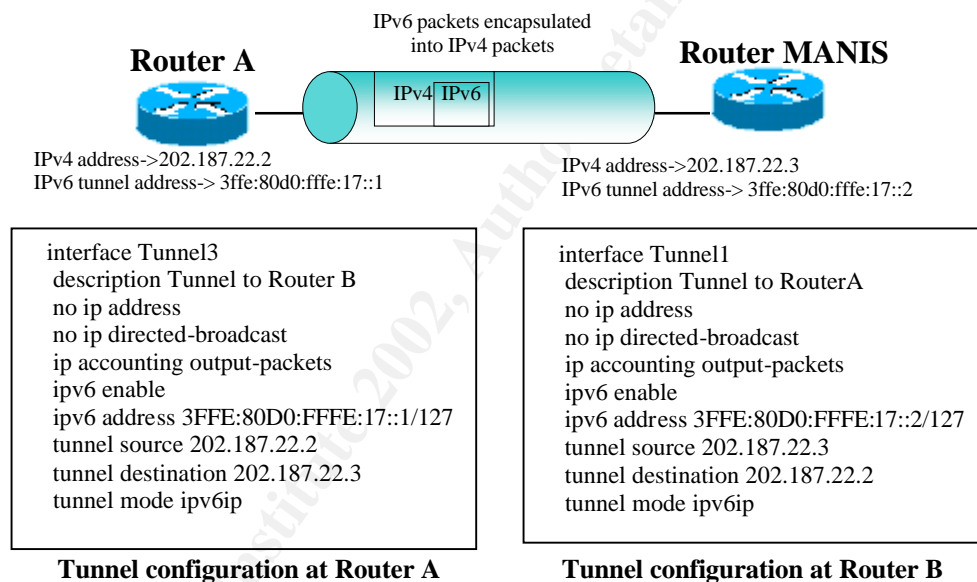 IPv6 packets encapsulated
into IPv4 packets
Router A
Router MANIS
IPv4 IPv6
IPv4 address->202.187.22.2
IPv6 tunnel address-> 3ffe:80d0:fffe:17::1
IPv4 address->202.187.22.3
IPv6 tunnel address-> 3ffe:80d0:fffe:17::2
interface Tunnel3
description Tunnel to Router B
no ip address
no ip directed-broadcast
ip accounting output-packets
ipv6 enable
ipv6 address 3FFE:80D0:FFFE:17::1/127
tunnel source 202.187.22.2
tunnel destination 202.187.22.3
tunnel mode ipv6ip
interface Tunnel1
description Tunnel to RouterA
no ip address
no ip directed-broadcast
ip accounting output-packets
ipv6 enable
ipv6 address 3FFE:80D0:FFFE:17::2/127
tunnel source 202.187.22.3
tunnel destination 202.187.22.2
tunnel mode ipv6ip
Tunnel configuration at Router A
Tunnel configuration at Router B
2002,